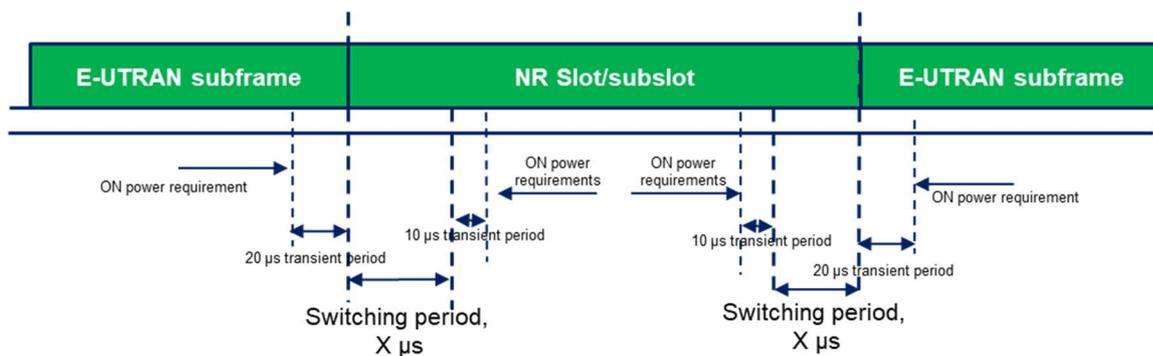 E-UTRAN subframe
NR Slot/subslot
E-UTRAN subframe
ON power requirement
ON power
requirements
ON power
requirements
ON power requirement
10 µs transient period
10 µs transient period
20 µs transient period
20 µs transient period
Switching period,
X µs
Switching period,
X µs